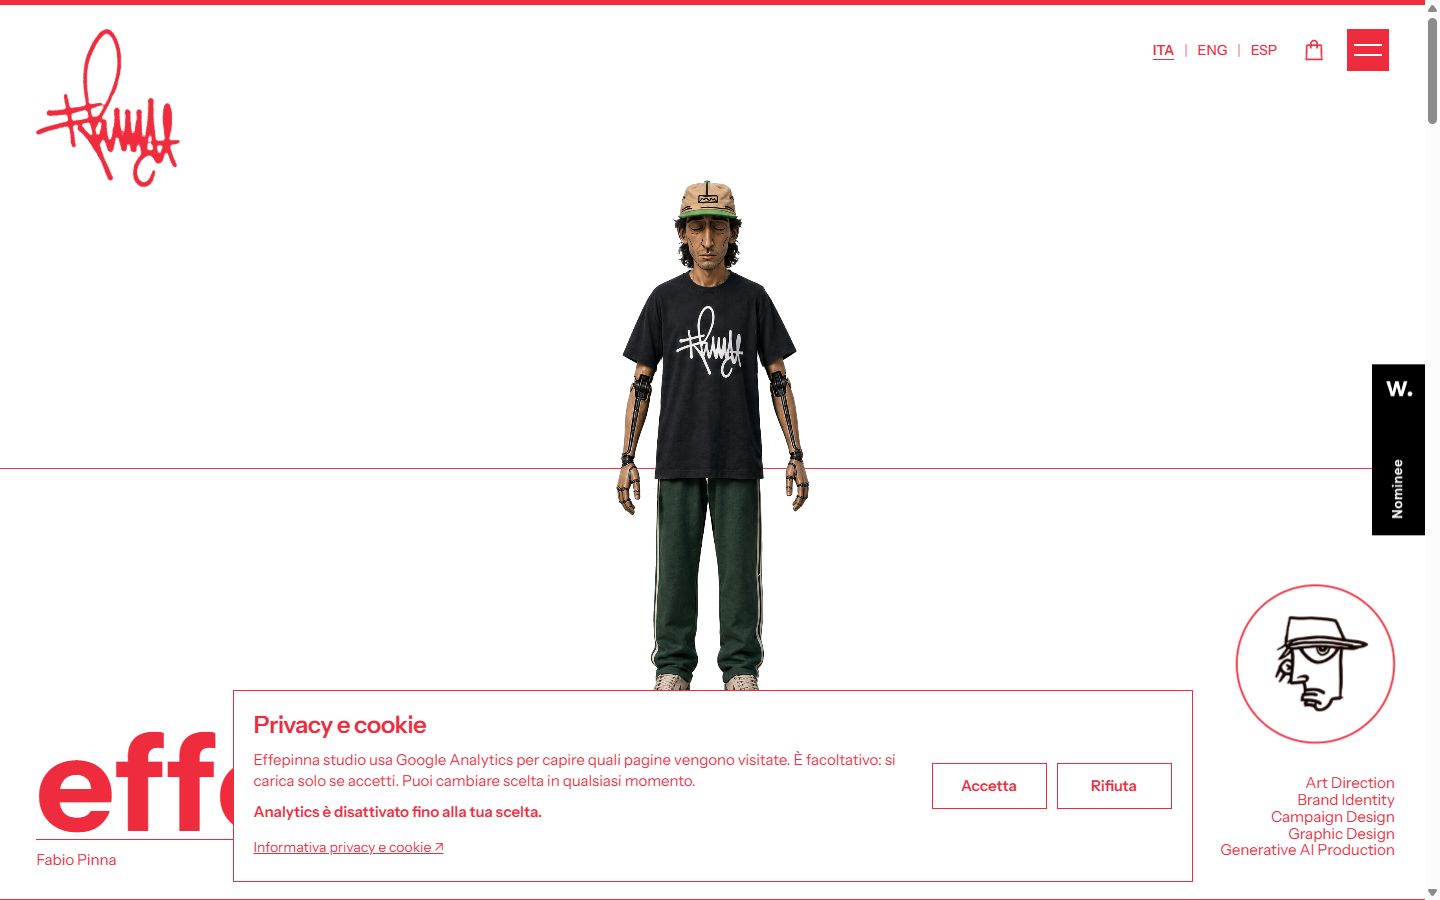 ITA | ENG | ESP
W.
Nominee
Privacy e cookie
Effepinna studio usa Google Analytics per capire quali pagine vengono visitate. È facoltativo: si
carica solo se accetti. Puoi cambiare scelta in qualsiasi momento.
Analytics è disattivato fino alla tua scelta.
Informativa privacy e cookie ↗
Accetta
Rifiuta
effe
Fabio Pinna
Art Direction
Brand Identity
Campaign Design
Graphic Design
Generative AI Production